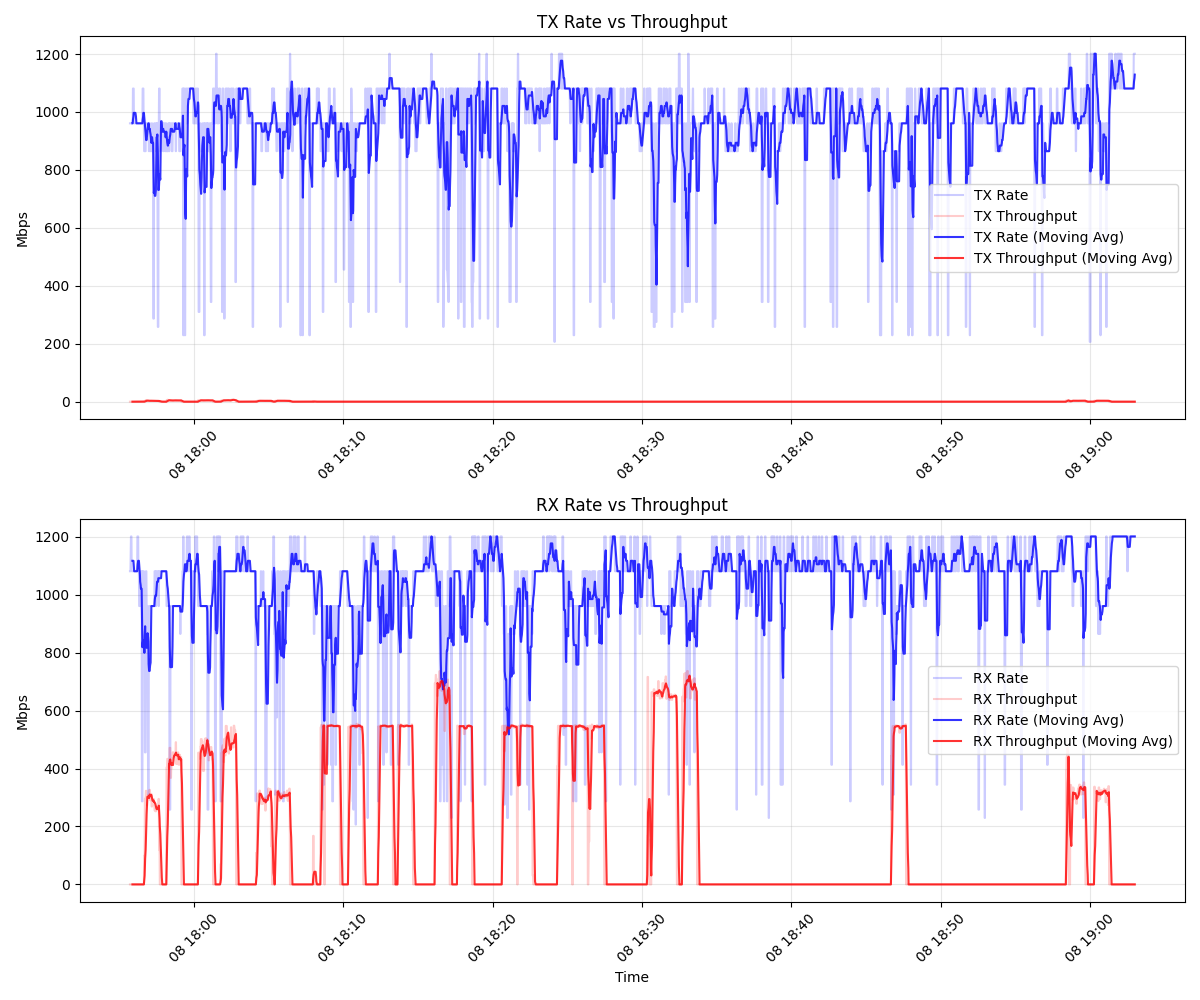 TX Rate vs Throughput
1200
1000
800
600
400
200
0
Mbps
TX Rate
TX Throughput
TX Rate (Moving Avg)
TX Throughput (Moving Avg)
08 18:00
08 18:10
08 18:20
08 18:30
08 18:40
08 18:50
08 19:00
RX Rate vs Throughput
1200
1000
800
600
400
200
0
Mbps
RX Rate
RX Throughput
RX Rate (Moving Avg)
RX Throughput (Moving Avg)
08 18:00
08 18:10
08 18:20
08 18:30
08 18:40
08 18:50
08 19:00
Time